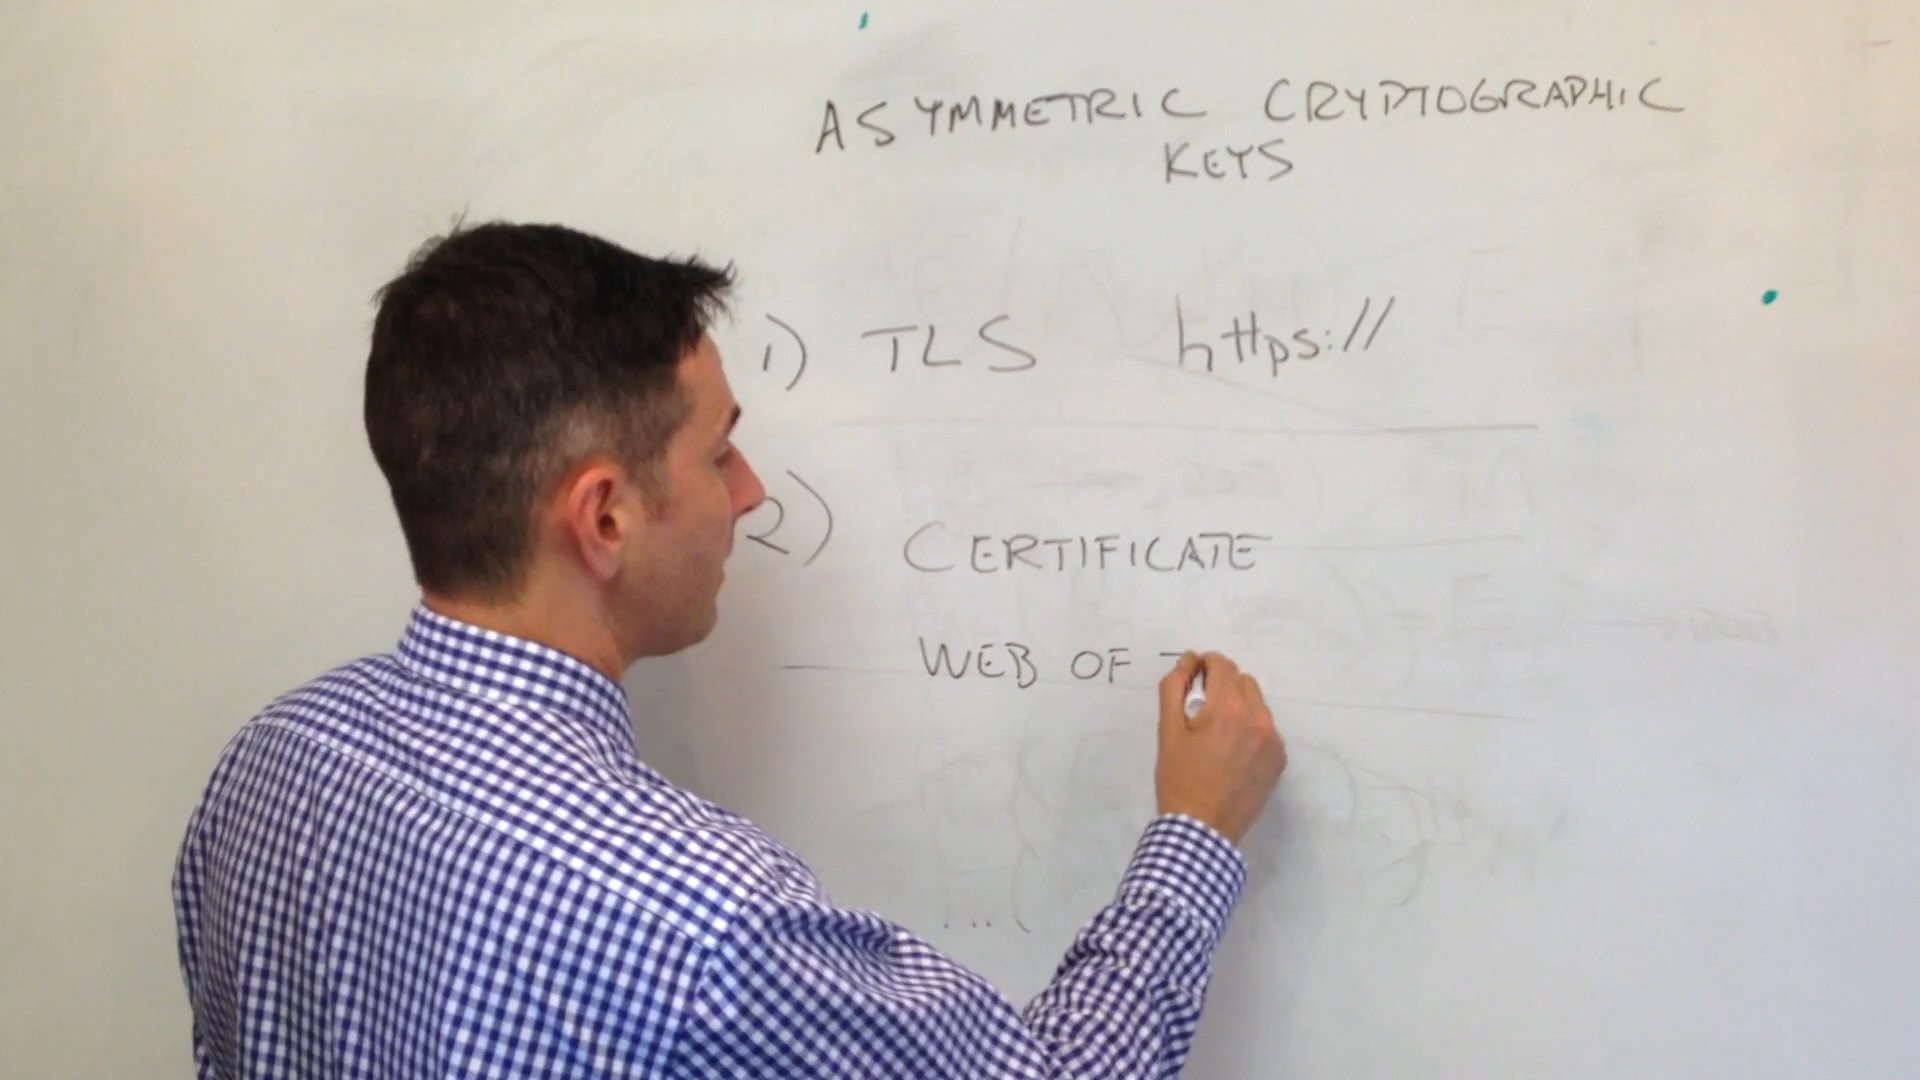 ASYMMETRIC CRYPTOGRAPHIC
KEYS
1) TLS https://
2) CERTIFICATE
WEB OF T